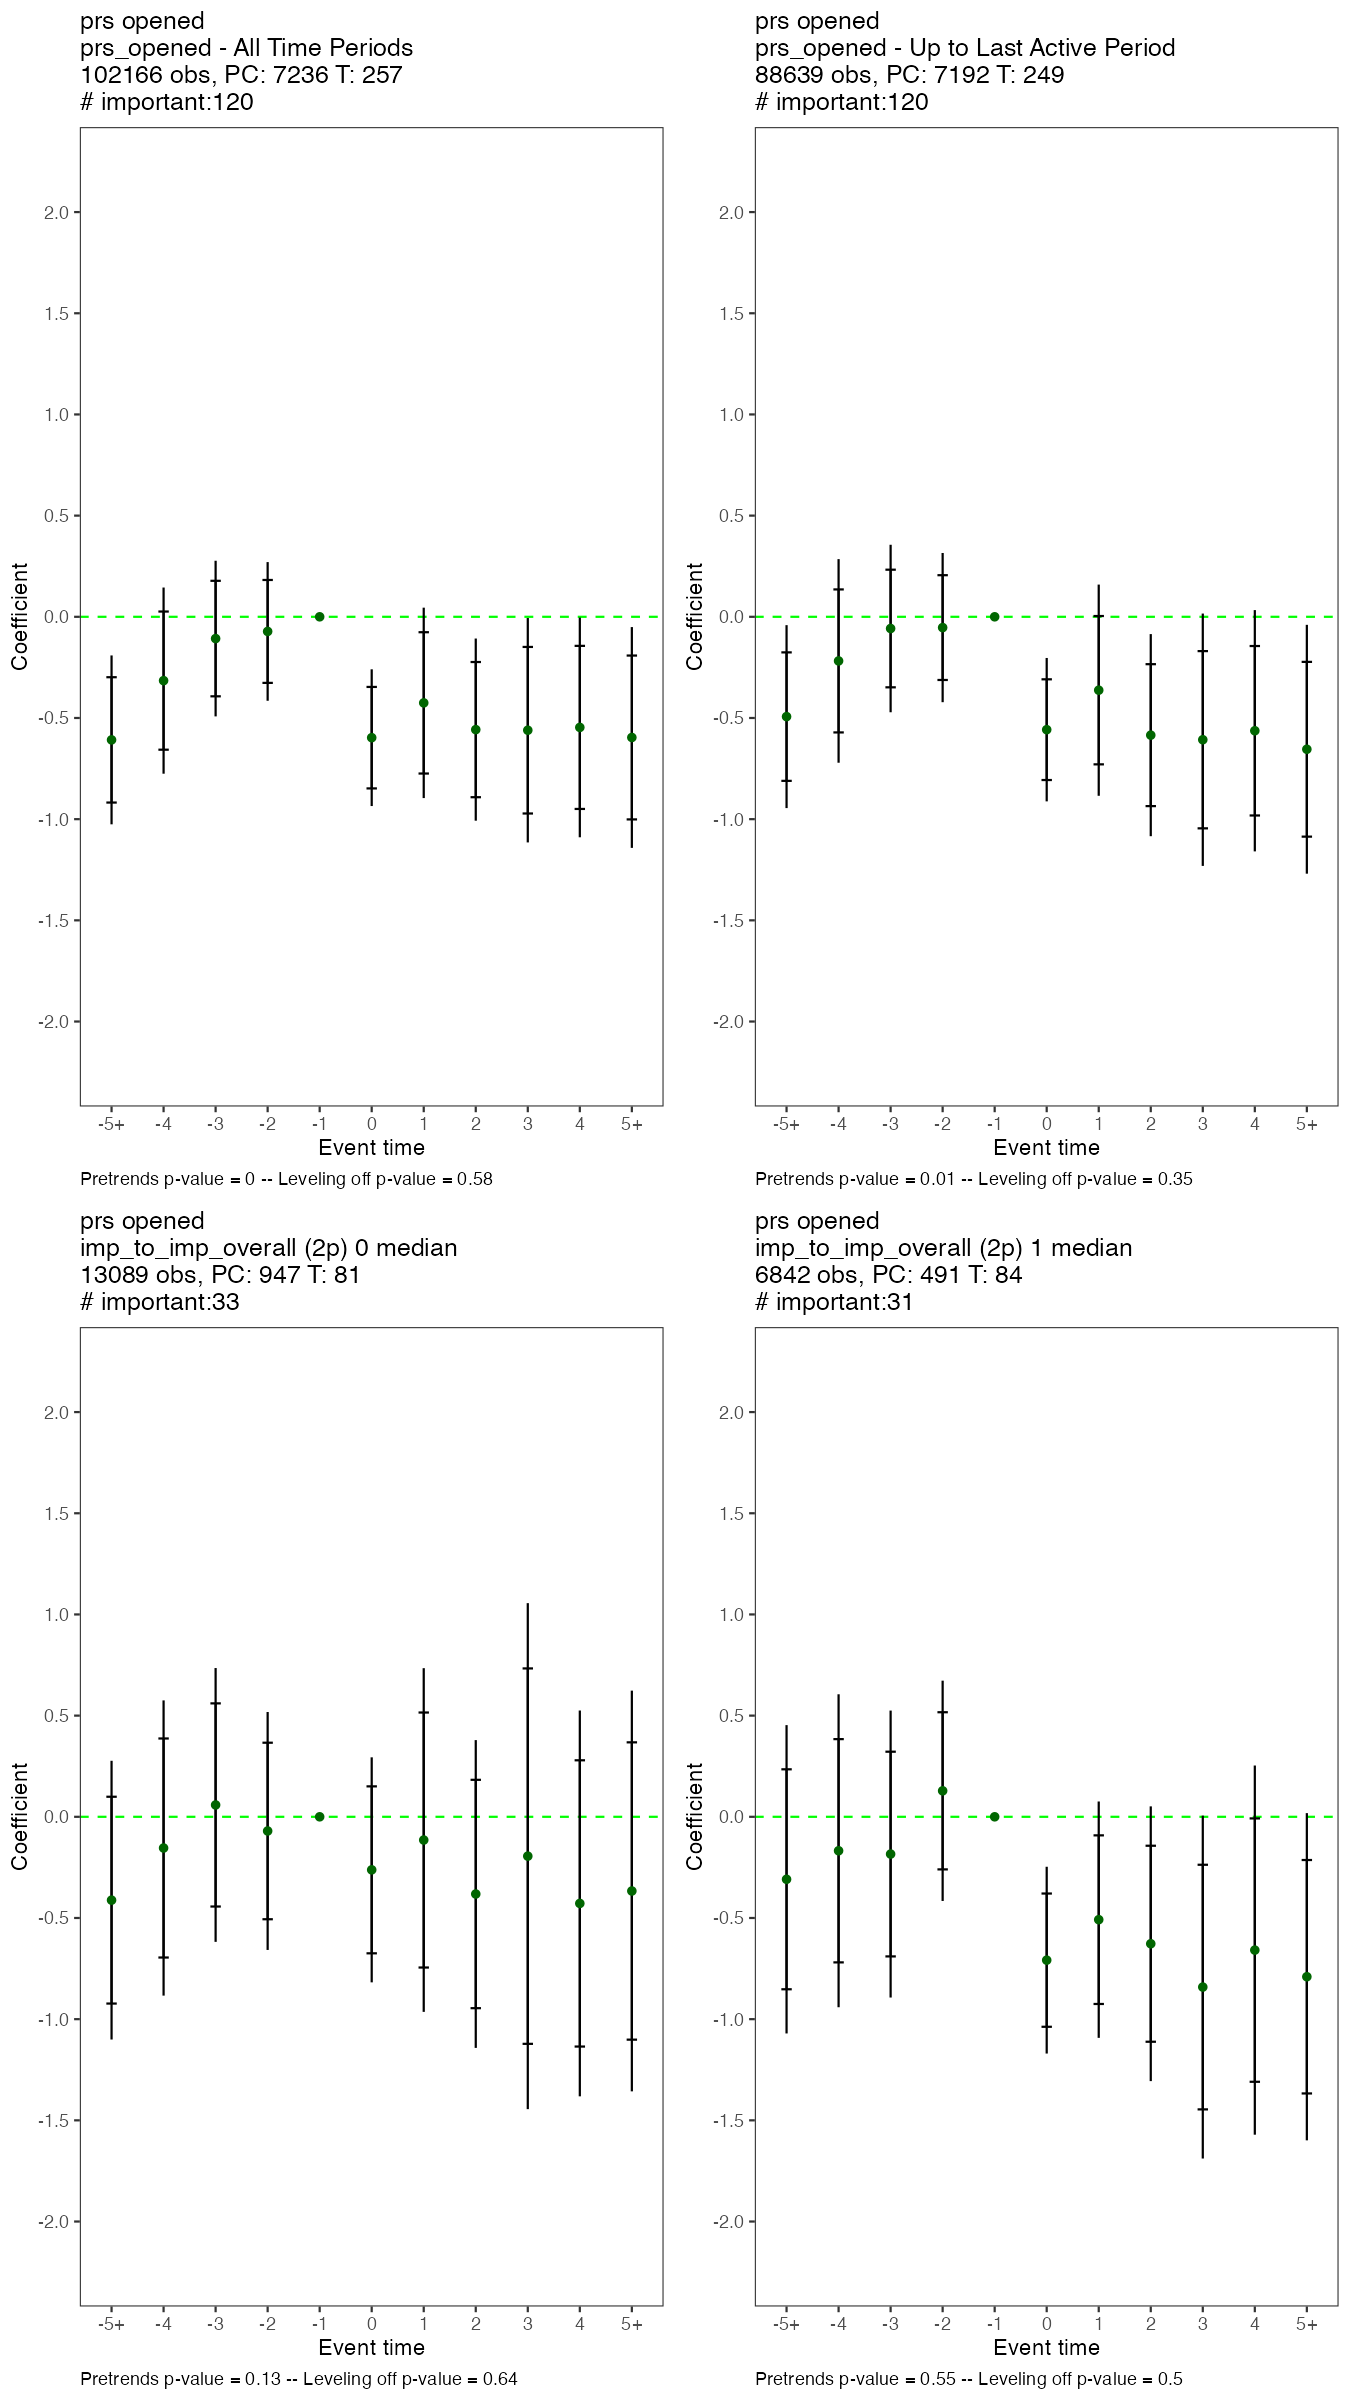 prs opened
prs_opened - All Time Periods
102166 obs, PC: 7236 T: 257
# important:120
Coefficient
2.0
1.5
1.0
0.5
0.0
-0.5
-1.0
-1.5
-2.0
-5+ -4 -3 -2 -1 0 1 2 3 4 5+
Event time
Pretrends p-value = 0 -- Leveling off p-value = 0.58
prs opened
prs_opened - Up to Last Active Period
88639 obs, PC: 7192 T: 249
# important:120
Coefficient
2.0
1.5
1.0
0.5
0.0
-0.5
-1.0
-1.5
-2.0
-5+ -4 -3 -2 -1 0 1 2 3 4 5+
Event time
Pretrends p-value = 0.01 -- Leveling off p-value = 0.35
prs opened
imp_to_imp_overall (2p) 0 median
13089 obs, PC: 947 T: 81
# important:33
Coefficient
2.0
1.5
1.0
0.5
0.0
-0.5
-1.0
-1.5
-2.0
-5+ -4 -3 -2 -1 0 1 2 3 4 5+
Event time
Pretrends p-value = 0.13 -- Leveling off p-value = 0.64
prs opened
imp_to_imp_overall (2p) 1 median
6842 obs, PC: 491 T: 84
# important:31
Coefficient
2.0
1.5
1.0
0.5
0.0
-0.5
-1.0
-1.5
-2.0
-5+ -4 -3 -2 -1 0 1 2 3 4 5+
Event time
Pretrends p-value = 0.55 -- Leveling off p-value = 0.5